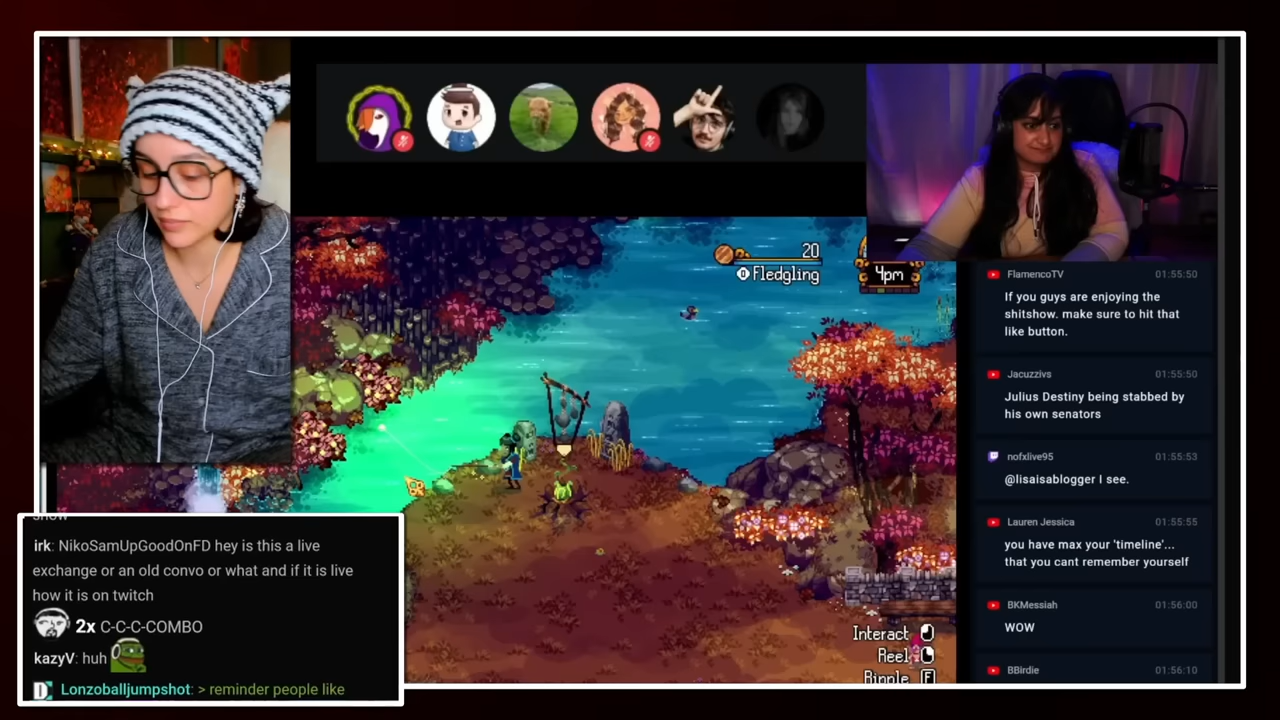 20
Fledgling
4pm
Interact
Reel
Ripple F
FlamencoTV 01:55:50
If you guys are enjoying the
shitshow. make sure to hit that
like button.
Jacuzzivs 01:55:50
Julius Destiny being stabbed by
his own senators
nofxlive95 01:55:53
@lisaisablogger I see.
Lauren Jessica 01:55:55
you have max your 'timeline'...
that you cant remember yourself
BKMessiah 01:56:00
WOW
BBirdie 01:56:10
show
irk: NikoSamUpGoodOnFD hey is this a live
exchange or an old convo or what and if it is live
how it is on twitch
2x C-C-C-COMBO
kazyV: huh
D Lonzoballjumpshot: > reminder people like